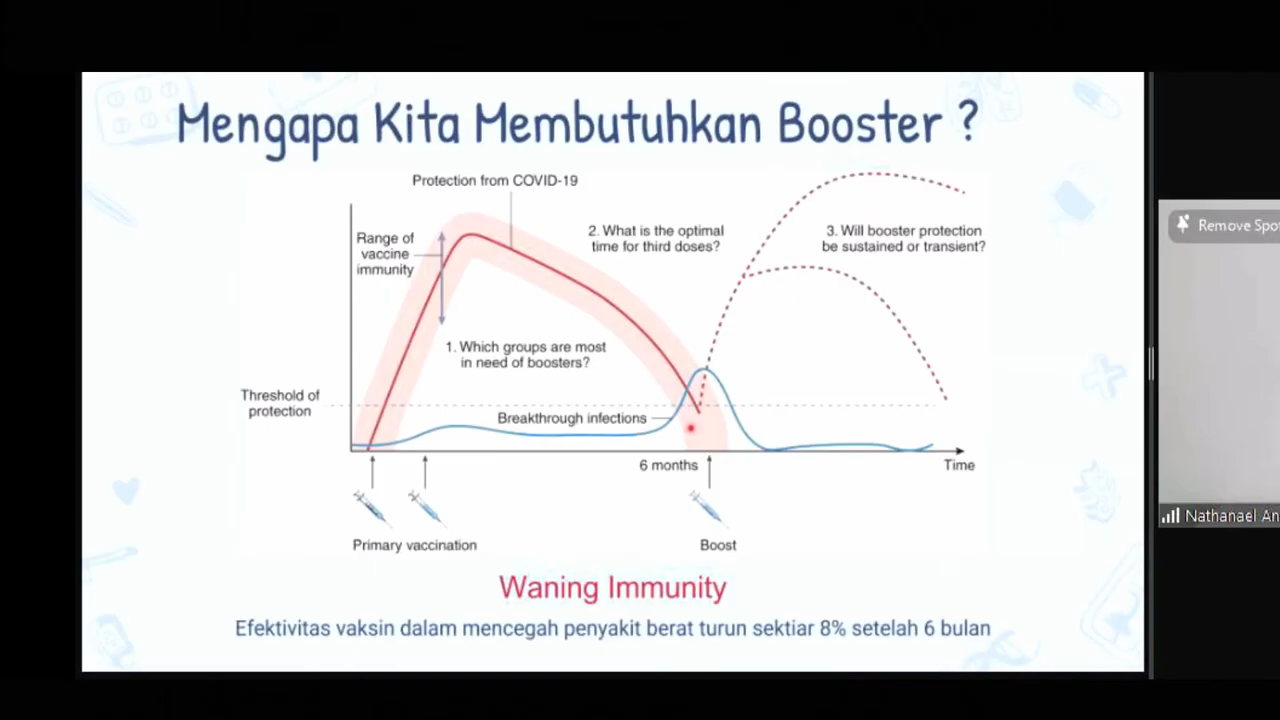 Mengapa Kita Membutuhkan Booster ?
Protection from COVID-19
Range of
vaccine
immunity
2. What is the optimal
time for third doses?
3. Will booster protection
be sustained or transient?
1. Which groups are most
in need of boosters?
Threshold of
protection
Breakthrough infections
6 months
Time
Primary vaccination
Boost
Waning Immunity
Efektivitas vaksin dalam mencegah penyakit berat turun sektiar 8% setelah 6 bulan
Remove Spot
Nathanael An